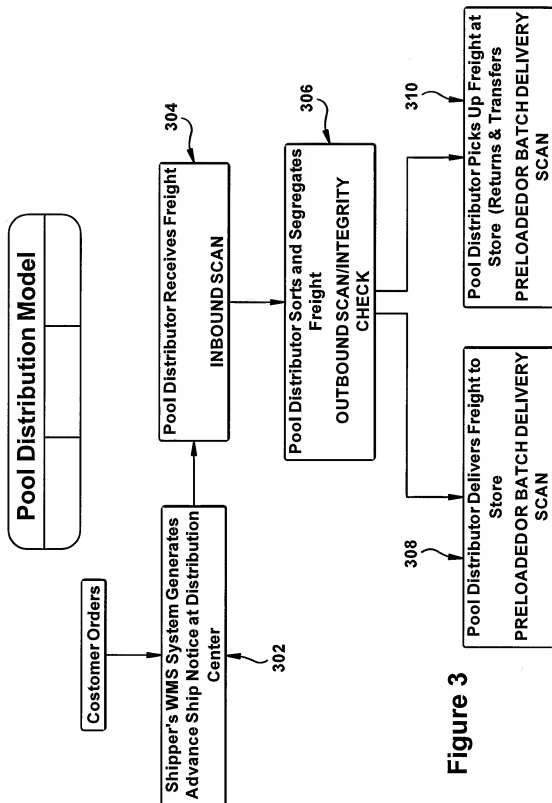 Pool Distribution Model
Costomer Orders
Shipper's WMS System Generates
Advance Ship Notice at Distribution
Center
302
304
Pool Distributor Receives Freight
INBOUND SCAN
306
Pool Distributor Sorts and Segregates
Freight
OUTBOUND SCAN/INTEGRITY
CHECK
308
Pool Distributor Delivers Freight to
Store
PRELOADEDOR BATCH DELIVERY
SCAN
310
Pool Distributor Picks Up Freight at
Store (Returns & Transfers
PRELOADEDOR BATCH DELIVERY
SCAN
Figure 3